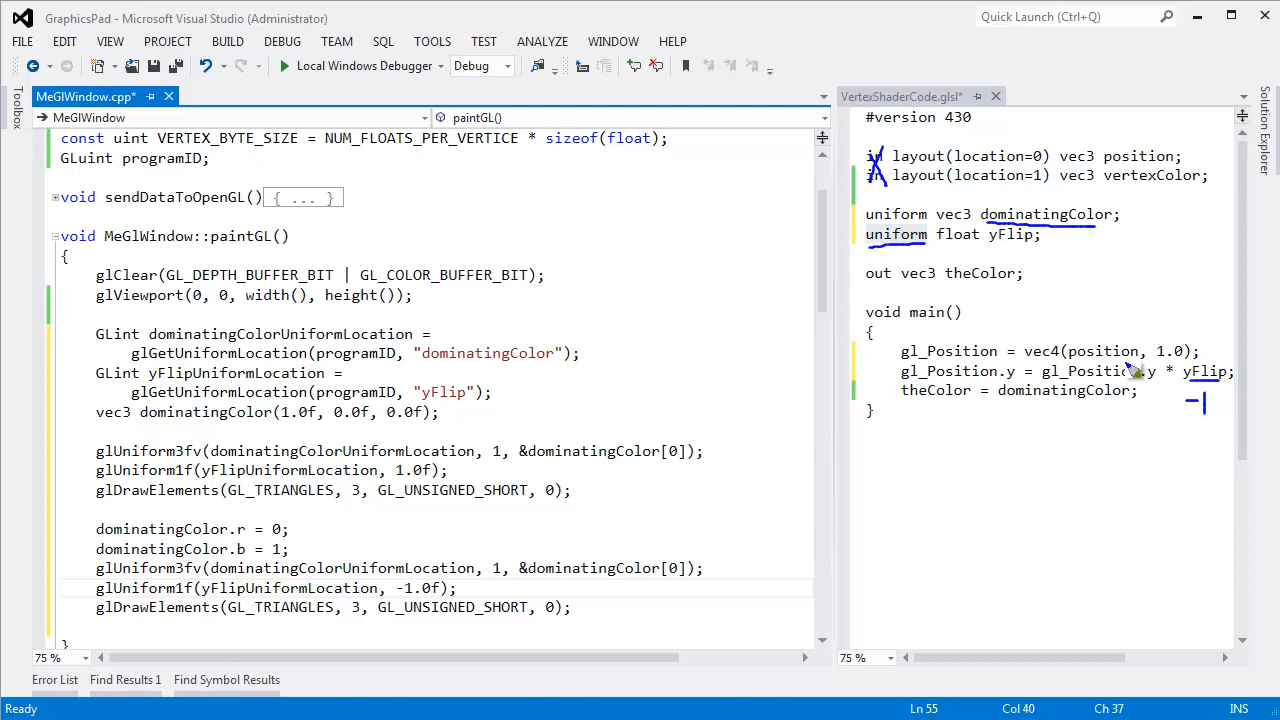 GraphicsPad - Microsoft Visual Studio (Administrator)
Quick Launch (Ctrl+Q)
FILE EDIT VIEW PROJECT BUILD DEBUG TEAM SQL TOOLS TEST ANALYZE WINDOW HELP
Local Windows Debugger Debug
Toolbox
MeGlWindow.cpp*
MeGlWindow paintGL()
const uint VERTEX_BYTE_SIZE = NUM_FLOATS_PER_VERTICE * sizeof(float);
GLuint programID;
void sendDataToOpenGL(){ ... }
void MeGlWindow::paintGL()
{
glClear(GL_DEPTH_BUFFER_BIT | GL_COLOR_BUFFER_BIT);
glViewport(0, 0, width(), height());
GLint dominatingColorUniformLocation =
glGetUniformLocation(programID, "dominatingColor");
GLint yFlipUniformLocation =
glGetUniformLocation(programID, "yFlip");
vec3 dominatingColor(1.0f, 0.0f, 0.0f);
glUniform3fv(dominatingColorUniformLocation, 1, &dominatingColor[0]);
glUniform1f(yFlipUniformLocation, 1.0f);
glDrawElements(GL_TRIANGLES, 3, GL_UNSIGNED_SHORT, 0);
dominatingColor.r = 0;
dominatingColor.b = 1;
glUniform3fv(dominatingColorUniformLocation, 1, &dominatingColor[0]);
glUniform1f(yFlipUniformLocation, -1.0f);
glDrawElements(GL_TRIANGLES, 3, GL_UNSIGNED_SHORT, 0);
}
75 %
VertexShaderCode.glsl*
#version 430
in layout(location=0) vec3 position;
in layout(location=1) vec3 vertexColor;
uniform vec3 dominatingColor;
uniform float yFlip;
out vec3 theColor;
void main()
{
gl_Position = vec4(position, 1.0);
gl_Position.y = gl_Position.y * yFlip;
theColor = dominatingColor;
-1
}
75 %
Solution Explorer
Error List Find Results 1 Find Symbol Results
Ready Ln 55 Col 40 Ch 37 INS